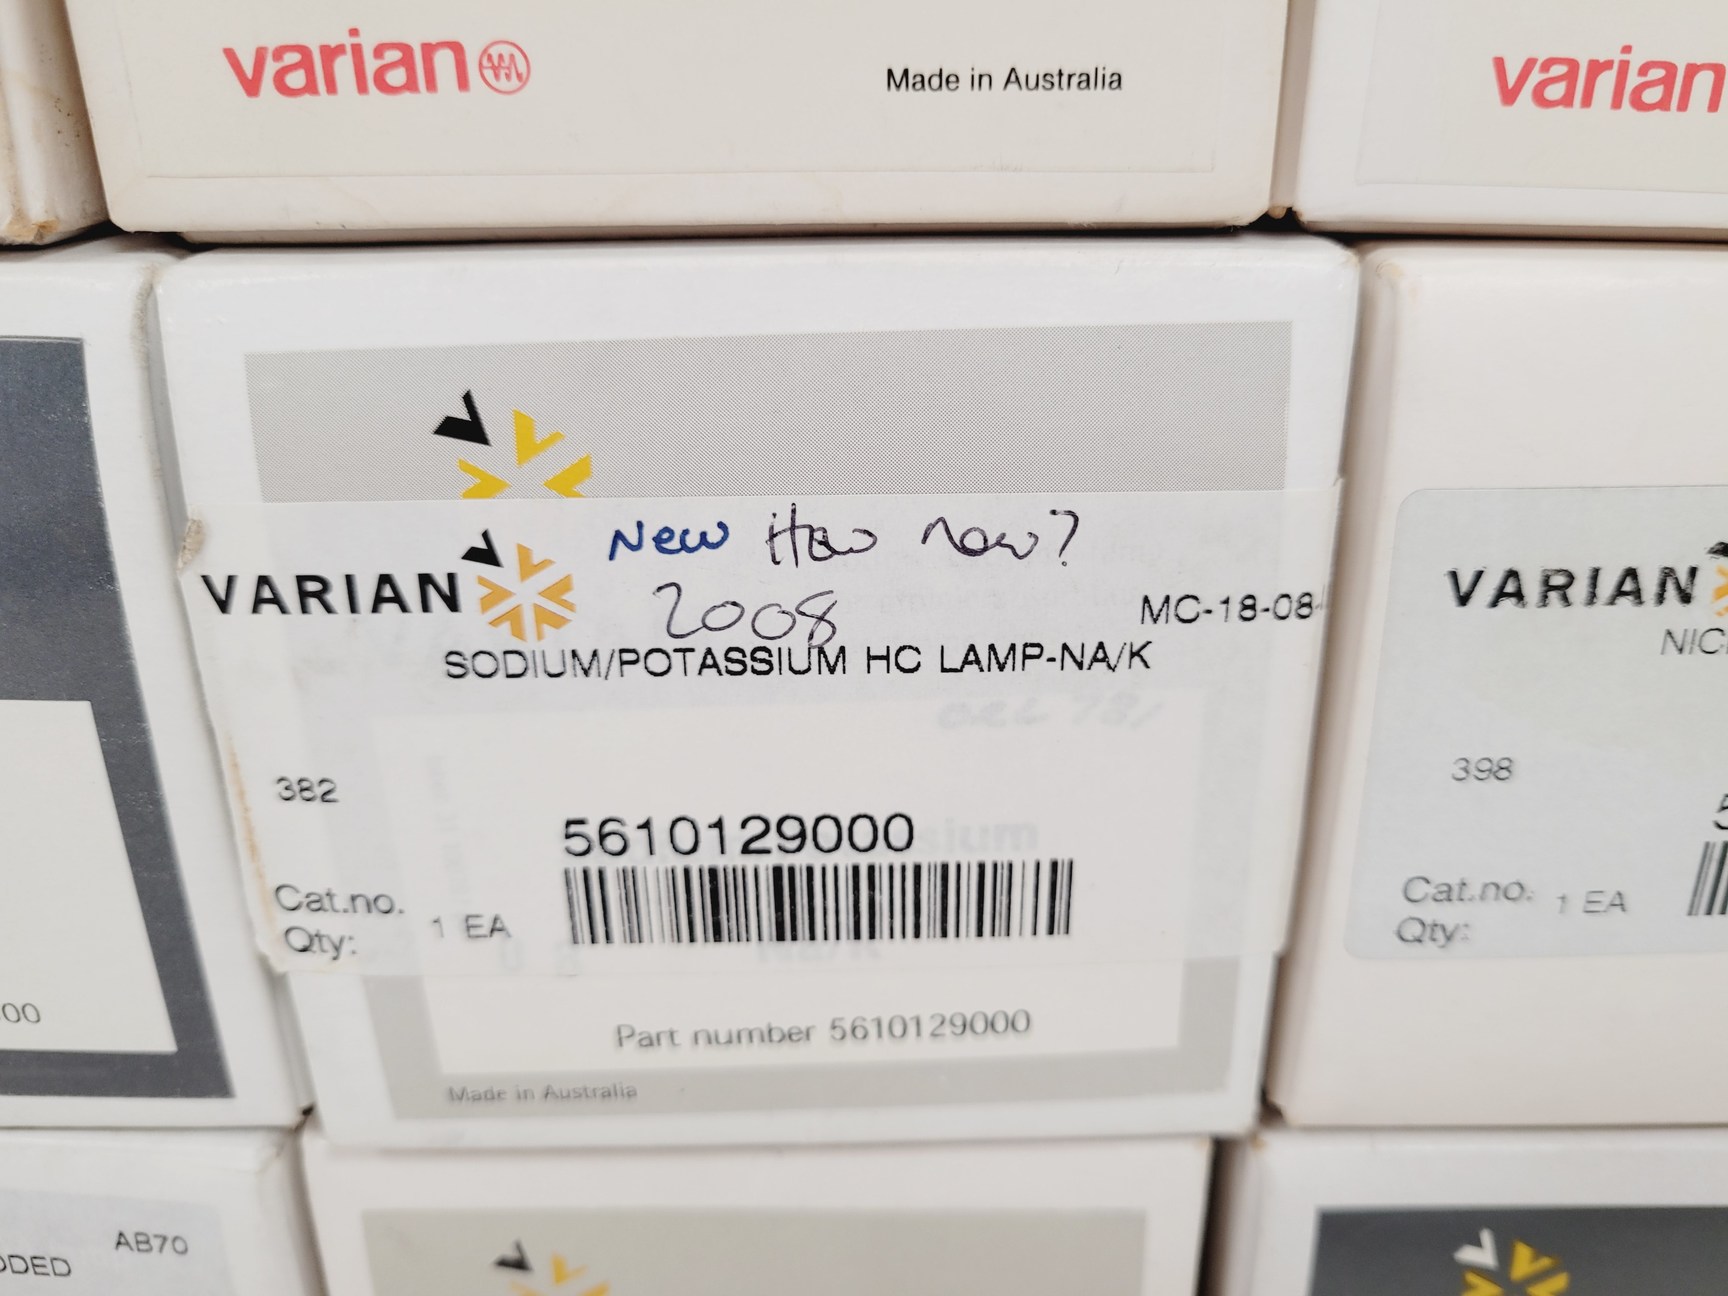 varian
Made in Australia
varian
New How now?
VARIAN
2008
MC-18-08
SODIUM/POTASSIUM HC LAMP-NA/K
382
5610129000
Cat.no.
Qty:
1 EA
Part number 5610129000
Made in Australia
VARIAN
398
Cat.no.
Qty:
1 EA
AB70